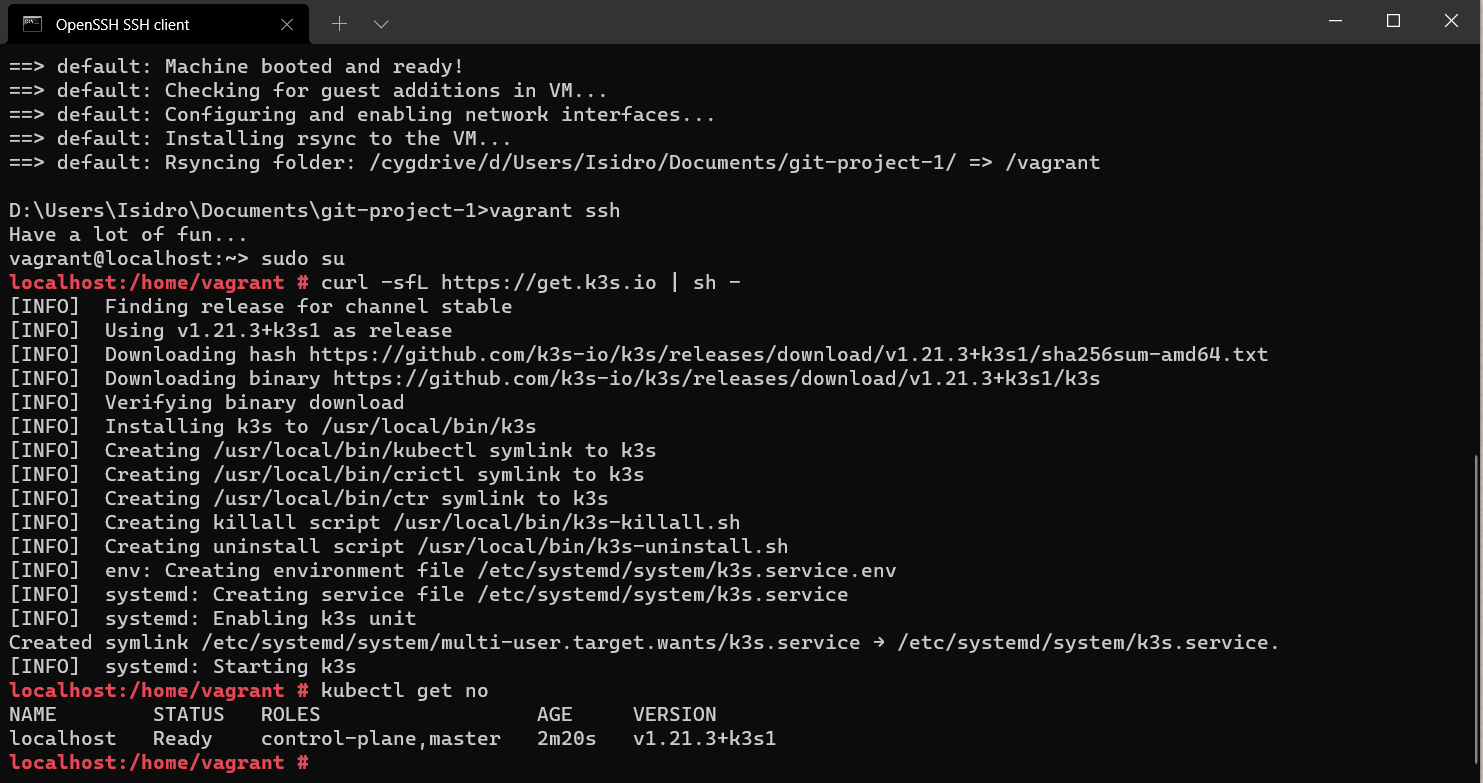 OpenSSH SSH client
==> default: Machine booted and ready!
==> default: Checking for guest additions in VM...
==> default: Configuring and enabling network interfaces...
==> default: Installing rsync to the VM...
==> default: Rsyncing folder: /cygdrive/d/Users/Isidro/Documents/git-project-1/ => /vagrant
D:\Users\Isidro\Documents\git-project-1>vagrant ssh
Have a lot of fun...
vagrant@localhost:~> sudo su
localhost:/home/vagrant # curl -sfL https://get.k3s.io | sh -
[INFO]  Finding release for channel stable
[INFO]  Using v1.21.3+k3s1 as release
[INFO]  Downloading hash https://github.com/k3s-io/k3s/releases/download/v1.21.3+k3s1/sha256sum-amd64.txt
[INFO]  Downloading binary https://github.com/k3s-io/k3s/releases/download/v1.21.3+k3s1/k3s
[INFO]  Verifying binary download
[INFO]  Installing k3s to /usr/local/bin/k3s
[INFO]  Creating /usr/local/bin/kubectl symlink to k3s
[INFO]  Creating /usr/local/bin/crictl symlink to k3s
[INFO]  Creating /usr/local/bin/ctr symlink to k3s
[INFO]  Creating killall script /usr/local/bin/k3s-killall.sh
[INFO]  Creating uninstall script /usr/local/bin/k3s-uninstall.sh
[INFO]  env: Creating environment file /etc/systemd/system/k3s.service.env
[INFO]  systemd: Creating service file /etc/systemd/system/k3s.service
[INFO]  systemd: Enabling k3s unit
Created symlink /etc/systemd/system/multi-user.target.wants/k3s.service → /etc/systemd/system/k3s.service.
[INFO]  systemd: Starting k3s
localhost:/home/vagrant # kubectl get no
NAME        STATUS   ROLES                  AGE     VERSION
localhost   Ready    control-plane,master   2m20s   v1.21.3+k3s1
localhost:/home/vagrant #